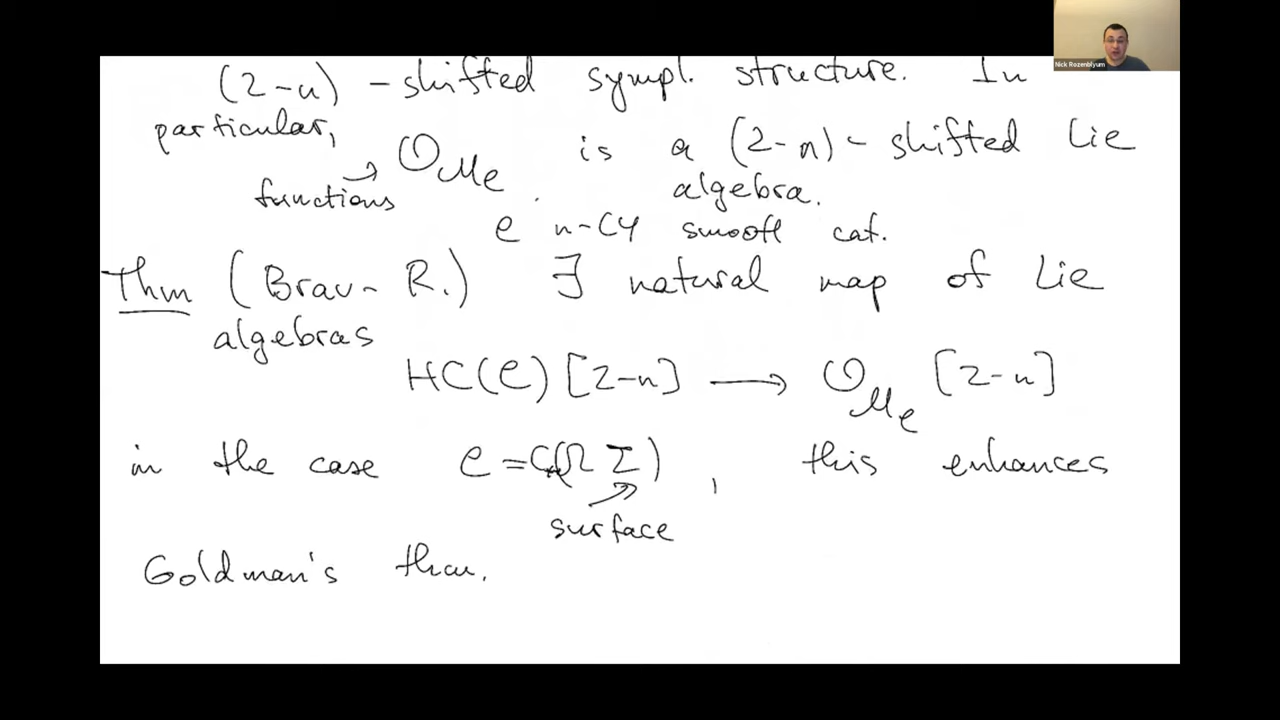 (2-n) - shifted sympl. structure. In
particular,
O_{M_e} is a (2-n) - shifted Lie
functions → algebra.
e n-CY smooth cat.
Thm (Brav - R.) ∃ natural map of Lie
algebras
HC(e)[2-n] ⟶ O_{M_e} [2-n]
in the case e = C_*(Ω Σ), this enhances
surface
Goldman's thm.
Nick Rozenblyum